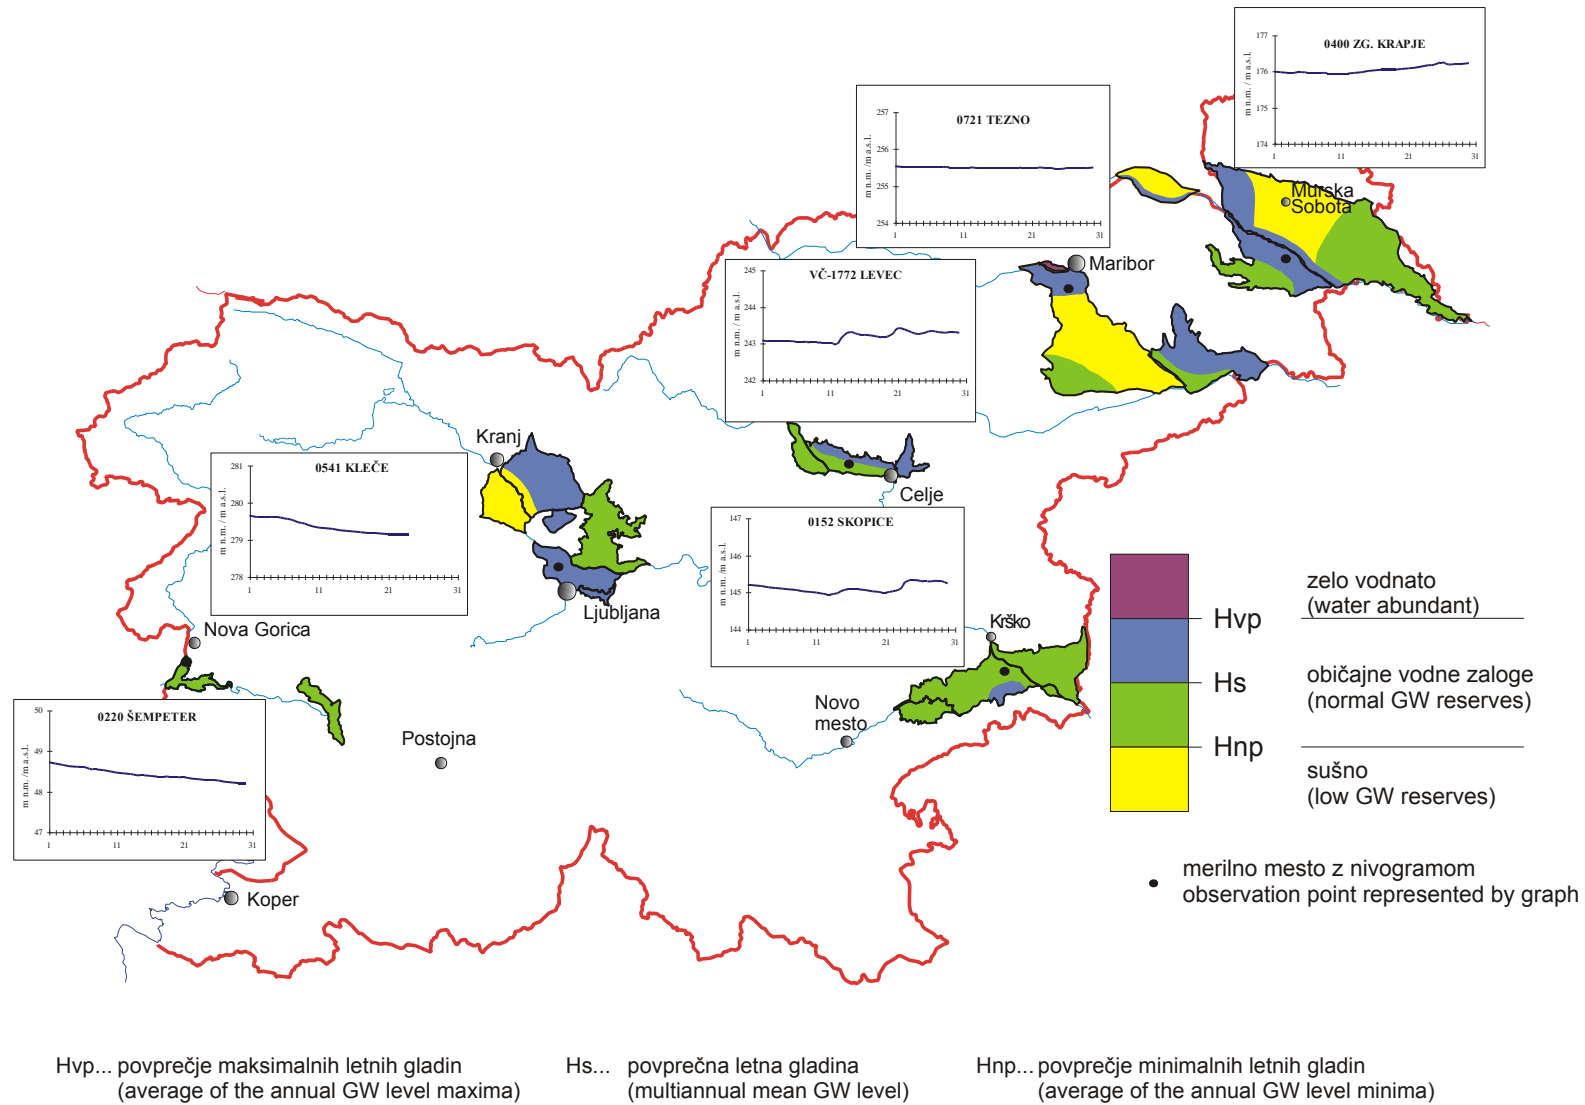 0400 ZG. KRAPJE
m n.m. / m a.s.l.
177
176
175
174
1
11
21
31
0721 TEZNO
m n.m. /m a.s.l.
257
256
255
254
1
11
21
31
Murska
Sobota
Maribor
VČ-1772 LEVEC
m n.m. / m a.s.l.
245
244
243
242
1
11
21
31
Kranj
0541 KLEČE
m n.m. / m a.s.l.
281
280
279
278
1
11
21
31
Celje
0152 SKOPICE
m n.m. /m a.s.l.
147
146
145
144
1
11
21
31
Ljubljana
Nova Gorica
Krško
Novo
mesto
0220 ŠEMPETER
m n.m. /m a.s.l.
50
49
48
47
1
11
21
31
Postojna
Koper
zelo vodnato
(water abundant)
Hvp
Hs
običajne vodne zaloge
(normal GW reserves)
Hnp
sušno
(low GW reserves)
merilno mesto z nivogramom
observation point represented by graph
Hvp... povprečje maksimalnih letnih gladin
(average of the annual GW level maxima)
Hs... povprečna letna gladina
(multiannual mean GW level)
Hnp... povprečje minimalnih letnih gladin
(average of the annual GW level minima)